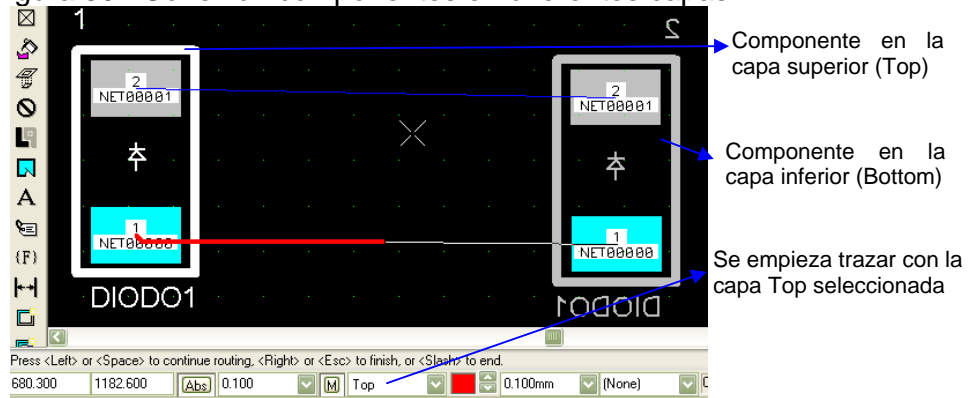 1
2
Componente en la
capa superior (Top)
2
NET00001
2
NET00001
Componente en la
capa inferior (Bottom)
A
{F}
1
NET00000
1
NET00000
Se empieza trazar con la
capa Top seleccionada
DIODO1
DIODO1
Press <Left> or <Space> to continue routing, <Right> or <Esc> to finish, or <Slash> to end.
680.300 1182.600 Abs 0.100 M Top 0.100mm (None)